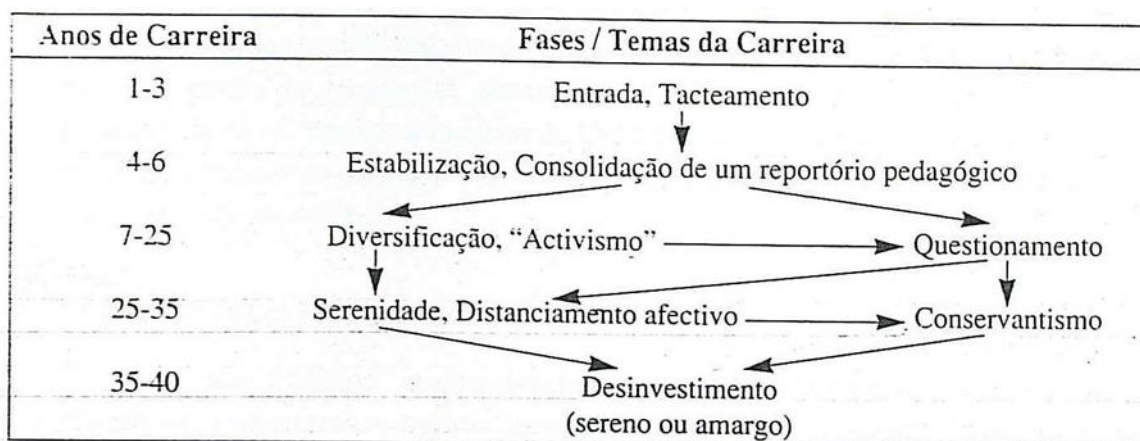 Anos de Carreira Fases / Temas da Carreira
1-3 Entrada, Tacteamento
4-6 Estabilização, Consolidação de um reportório pedagógico
7-25 Diversificação, “Activismo” Questionamento
25-35 Serenidade, Distanciamento afectivo Conservantismo
35-40 Desinvestimento
(sereno ou amargo)